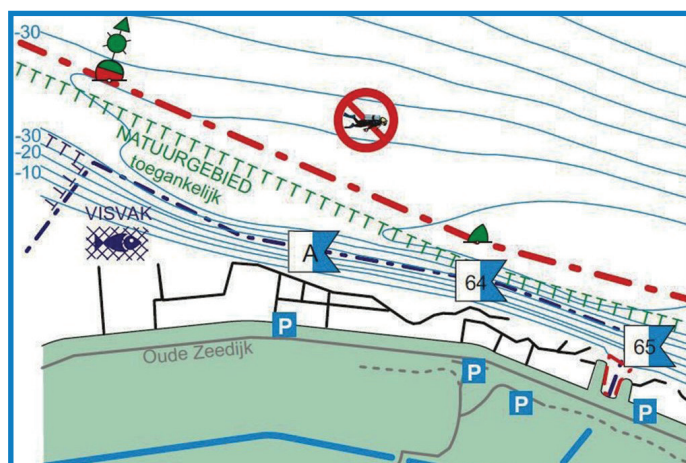 -30
NATUURGEBIED
toegankelijk
-30
-20
-10
VISVAK
A
64
65
P
Oude Zeedijk
P
P
P